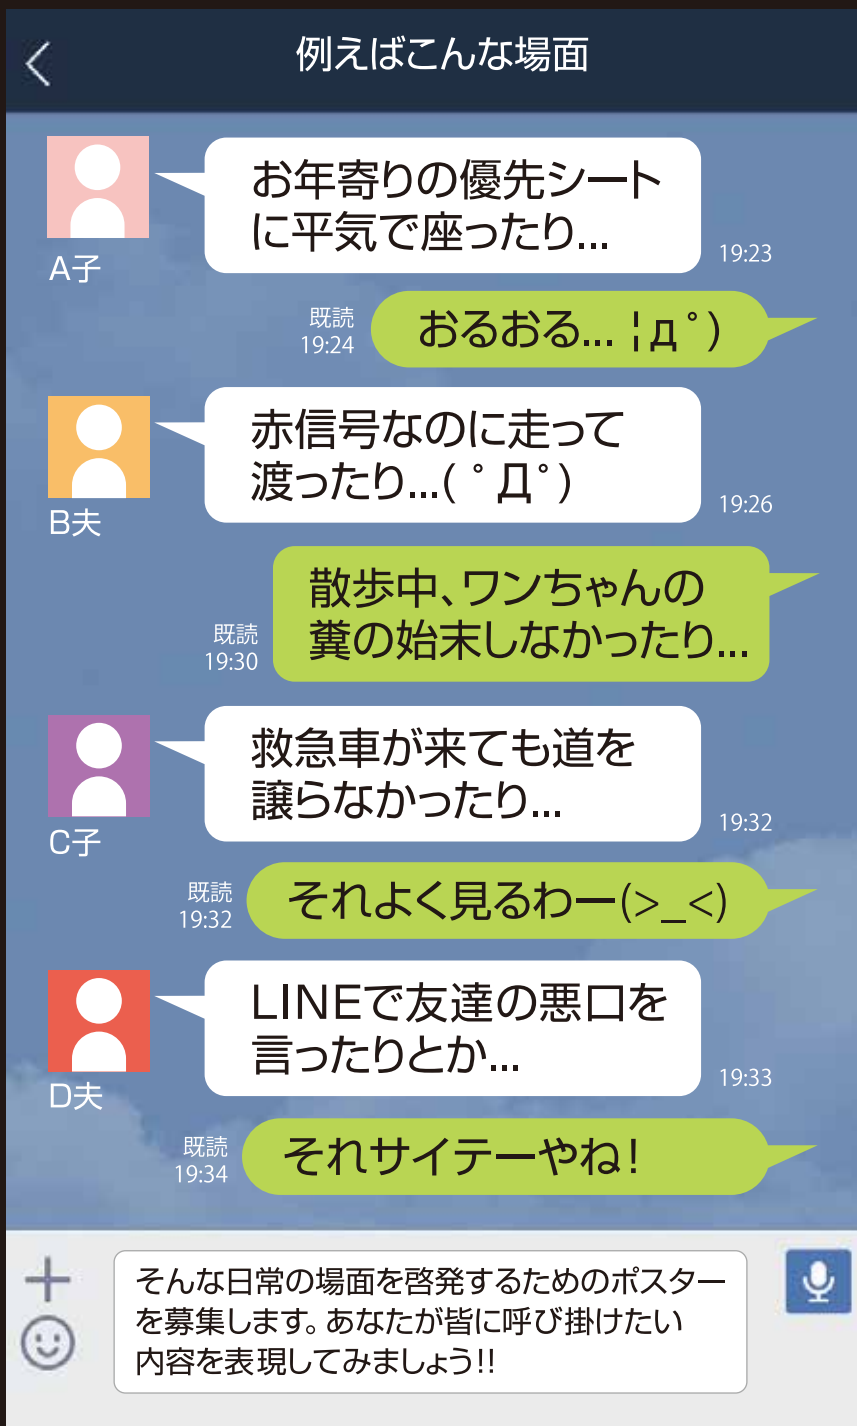 例えばこんな場面
お年寄りの優先シート
に平気で座ったり...
19:23
A子
既読
19:24
おるおる... ¦д゚)
赤信号なのに走って
渡ったり...( ゚Д゚)
19:26
B夫
散歩中、ワンちゃんの
糞の始末しなかったり...
既読
19:30
救急車が来ても道を
譲らなかったり...
19:32
C子
既読
19:32
それよく見るわー(>_<)
LINEで友達の悪口を
言ったりとか...
19:33
D夫
既読
19:34
それサイテーやね!
そんな日常の場面を啓発するためのポスター
を募集します。あなたが皆に呼び掛けたい
内容を表現してみましょう!!